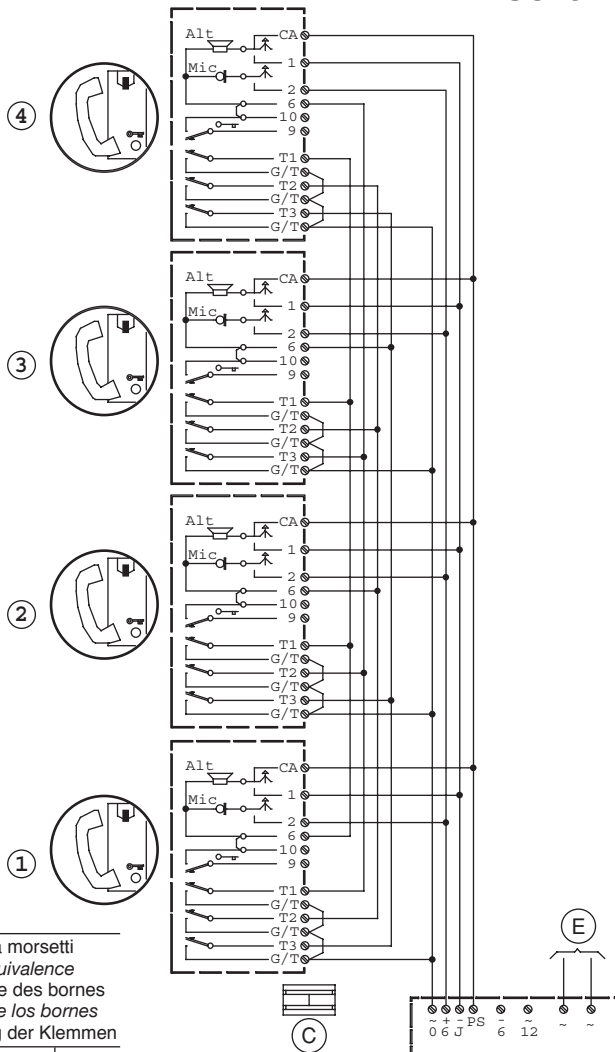 Alt
CA
1
Mic
2
6
10
9
T1
G/T
T2
G/T
T3
G/T
4
Alt
CA
1
Mic
2
6
10
9
T1
G/T
T2
G/T
T3
G/T
3
Alt
CA
1
Mic
2
6
10
9
T1
G/T
T2
G/T
T3
G/T
2
Alt
CA
1
Mic
2
6
10
9
T1
G/T
T2
G/T
T3
G/T
1
a morsetti
uivalence
e des bornes
e los bornes
g der Klemmen
C
E
~ + - PS - ~ ~ ~
0 6 J 6 12